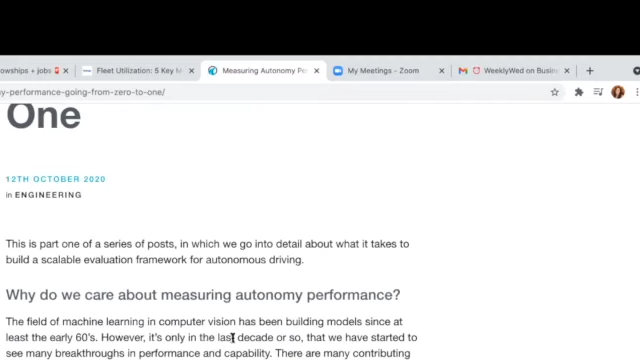 owships + jobs
Fleet Utilization: 5 Key M
Measuring Autonomy Per
My Meetings - Zoom
WeeklyWed on Busin
y-performance-going-from-zero-to-one/
One
12TH OCTOBER 2020
in ENGINEERING
This is part one of a series of posts, in which we go into detail about what it takes to
build a scalable evaluation framework for autonomous driving.
Why do we care about measuring autonomy performance?
The field of machine learning in computer vision has been building models since at
least the early 60's. However, it's only in the last decade or so, that we have started to
see many breakthroughs in performance and capability. There are many contributing